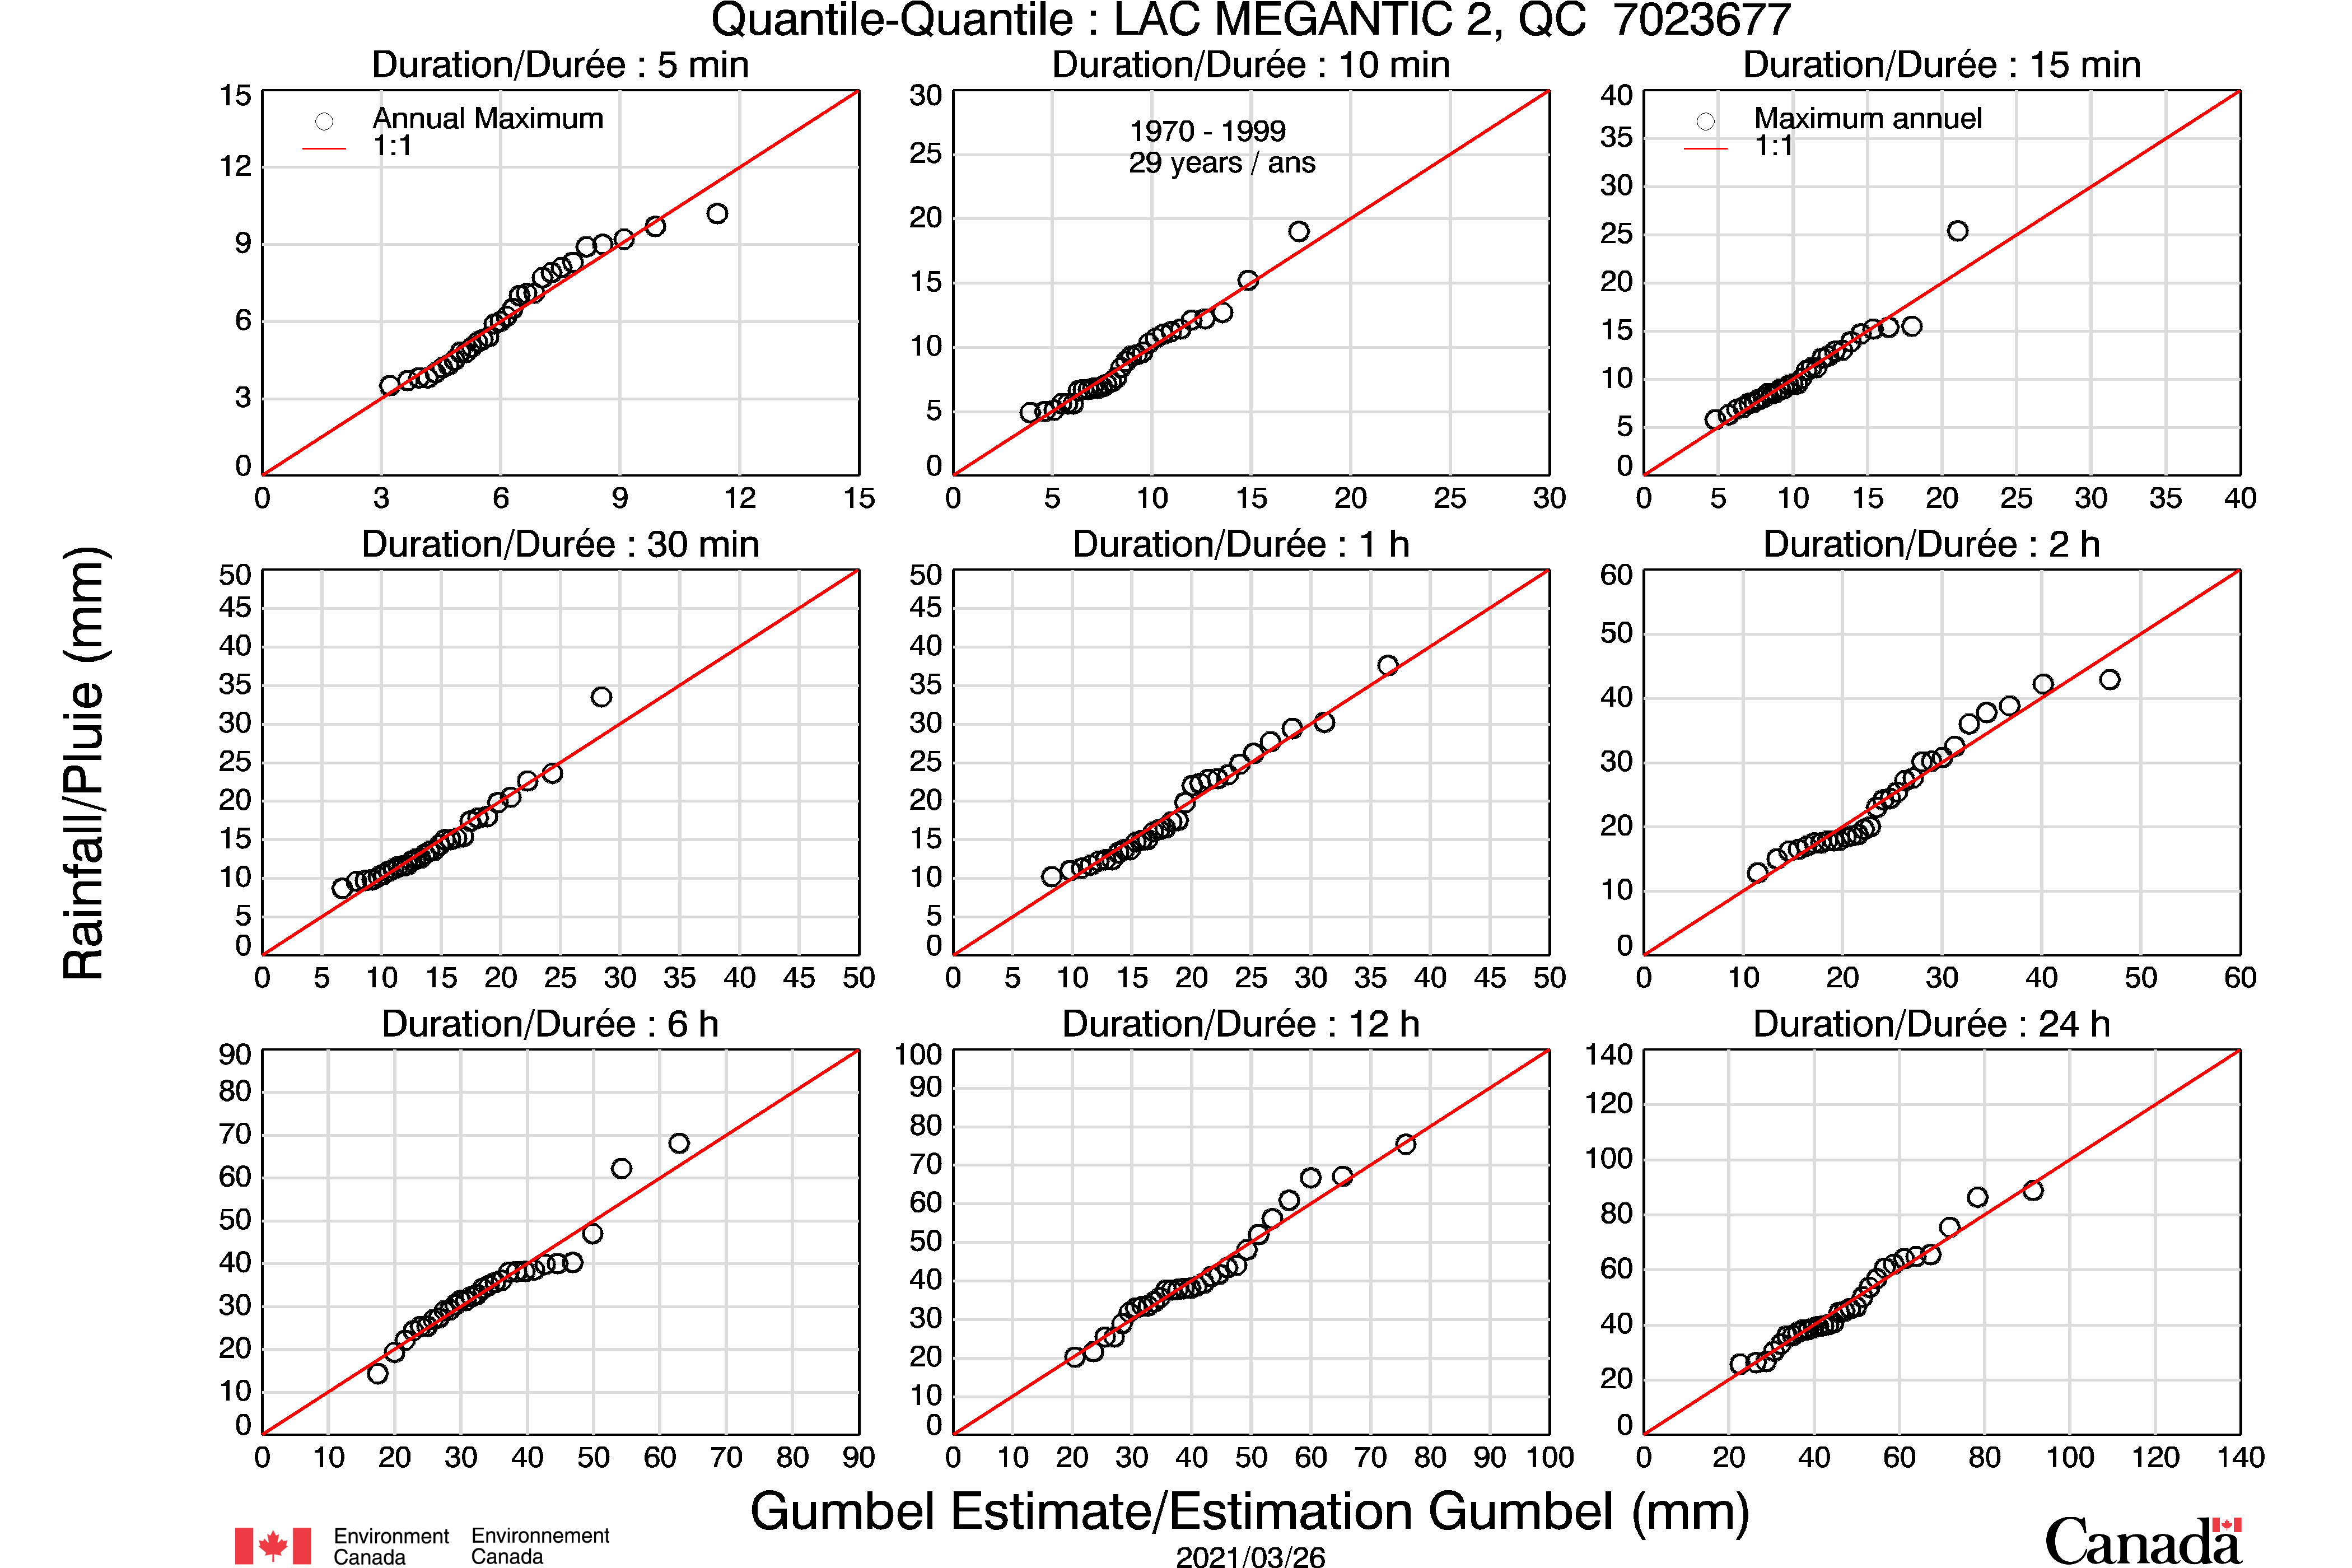 Quantile-Quantile : LAC MEGANTIC 2, QC  7023677
Duration/Durée : 5 min
15
12
9
6
3
0
0 3 6 9 12 15
Annual Maximum
1:1
Duration/Durée : 10 min
30
25
20
15
10
5
0
0 5 10 15 20 25 30
1970 - 1999
29 years / ans
Duration/Durée : 15 min
40
35
30
25
20
15
10
5
0
0 5 10 15 20 25 30 35 40
Maximum annuel
1:1
Rainfall/Pluie (mm)
Duration/Durée : 30 min
50
45
40
35
30
25
20
15
10
5
0
0 5 10 15 20 25 30 35 40 45 50
Duration/Durée : 1 h
50
45
40
35
30
25
20
15
10
5
0
0 5 10 15 20 25 30 35 40 45 50
Duration/Durée : 2 h
60
50
40
30
20
10
0
0 10 20 30 40 50 60
Duration/Durée : 6 h
90
80
70
60
50
40
30
20
10
0
0 10 20 30 40 50 60 70 80 90
Duration/Durée : 12 h
100
90
80
70
60
50
40
30
20
10
0
0 10 20 30 40 50 60 70 80 90 100
Duration/Durée : 24 h
140
120
100
80
60
40
20
0
0 20 40 60 80 100 120 140
Gumbel Estimate/Estimation Gumbel (mm)
Environment
Canada
Environnement
Canada
2021/03/26
Canada